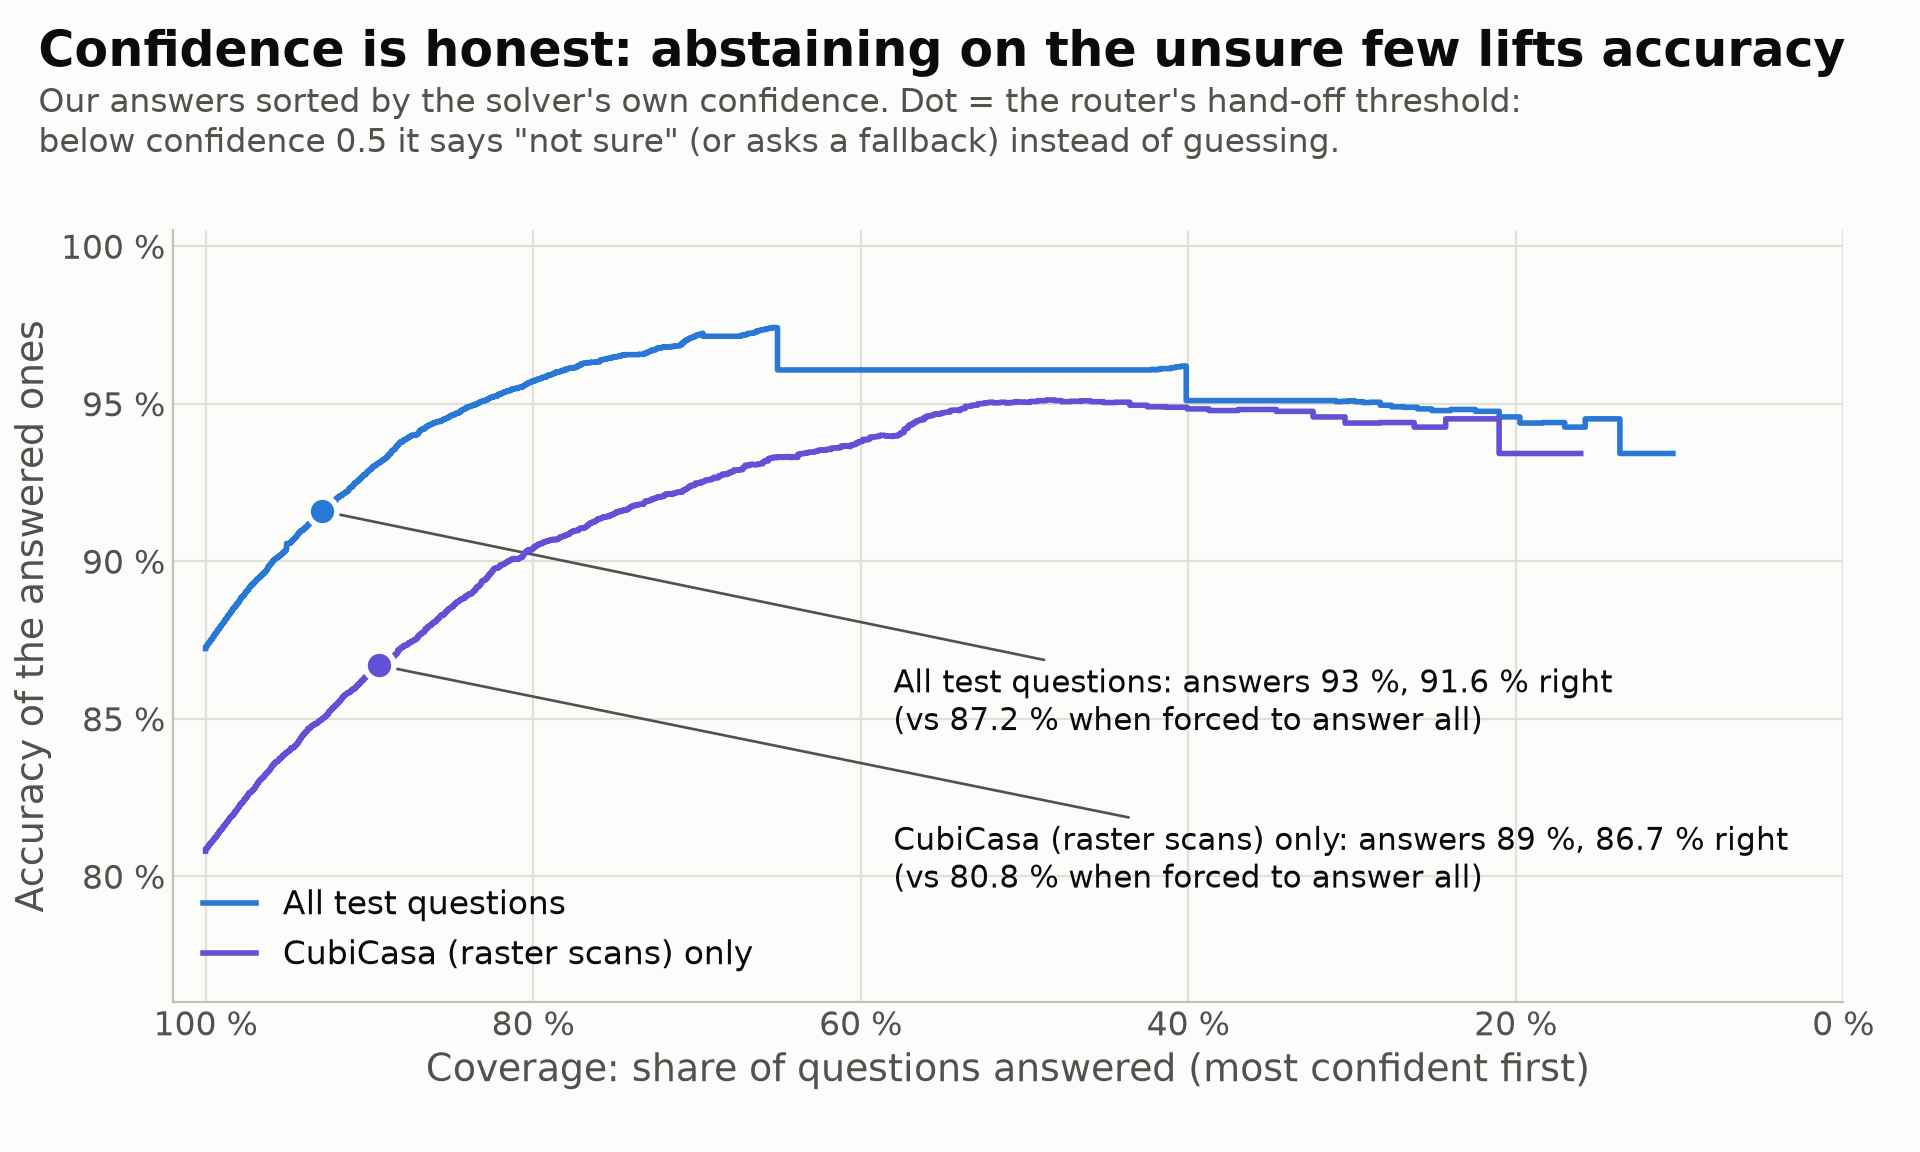 Confidence is honest: abstaining on the unsure few lifts accuracy
Our answers sorted by the solver's own confidence. Dot = the router's hand-off threshold:
below confidence 0.5 it says "not sure" (or asks a fallback) instead of guessing.
Accuracy of the answered ones
100 %
95 %
90 %
85 %
80 %
All test questions: answers 93 %, 91.6 % right
(vs 87.2 % when forced to answer all)
CubiCasa (raster scans) only: answers 89 %, 86.7 % right
(vs 80.8 % when forced to answer all)
All test questions
CubiCasa (raster scans) only
100 % 80 % 60 % 40 % 20 % 0 %
Coverage: share of questions answered (most confident first)